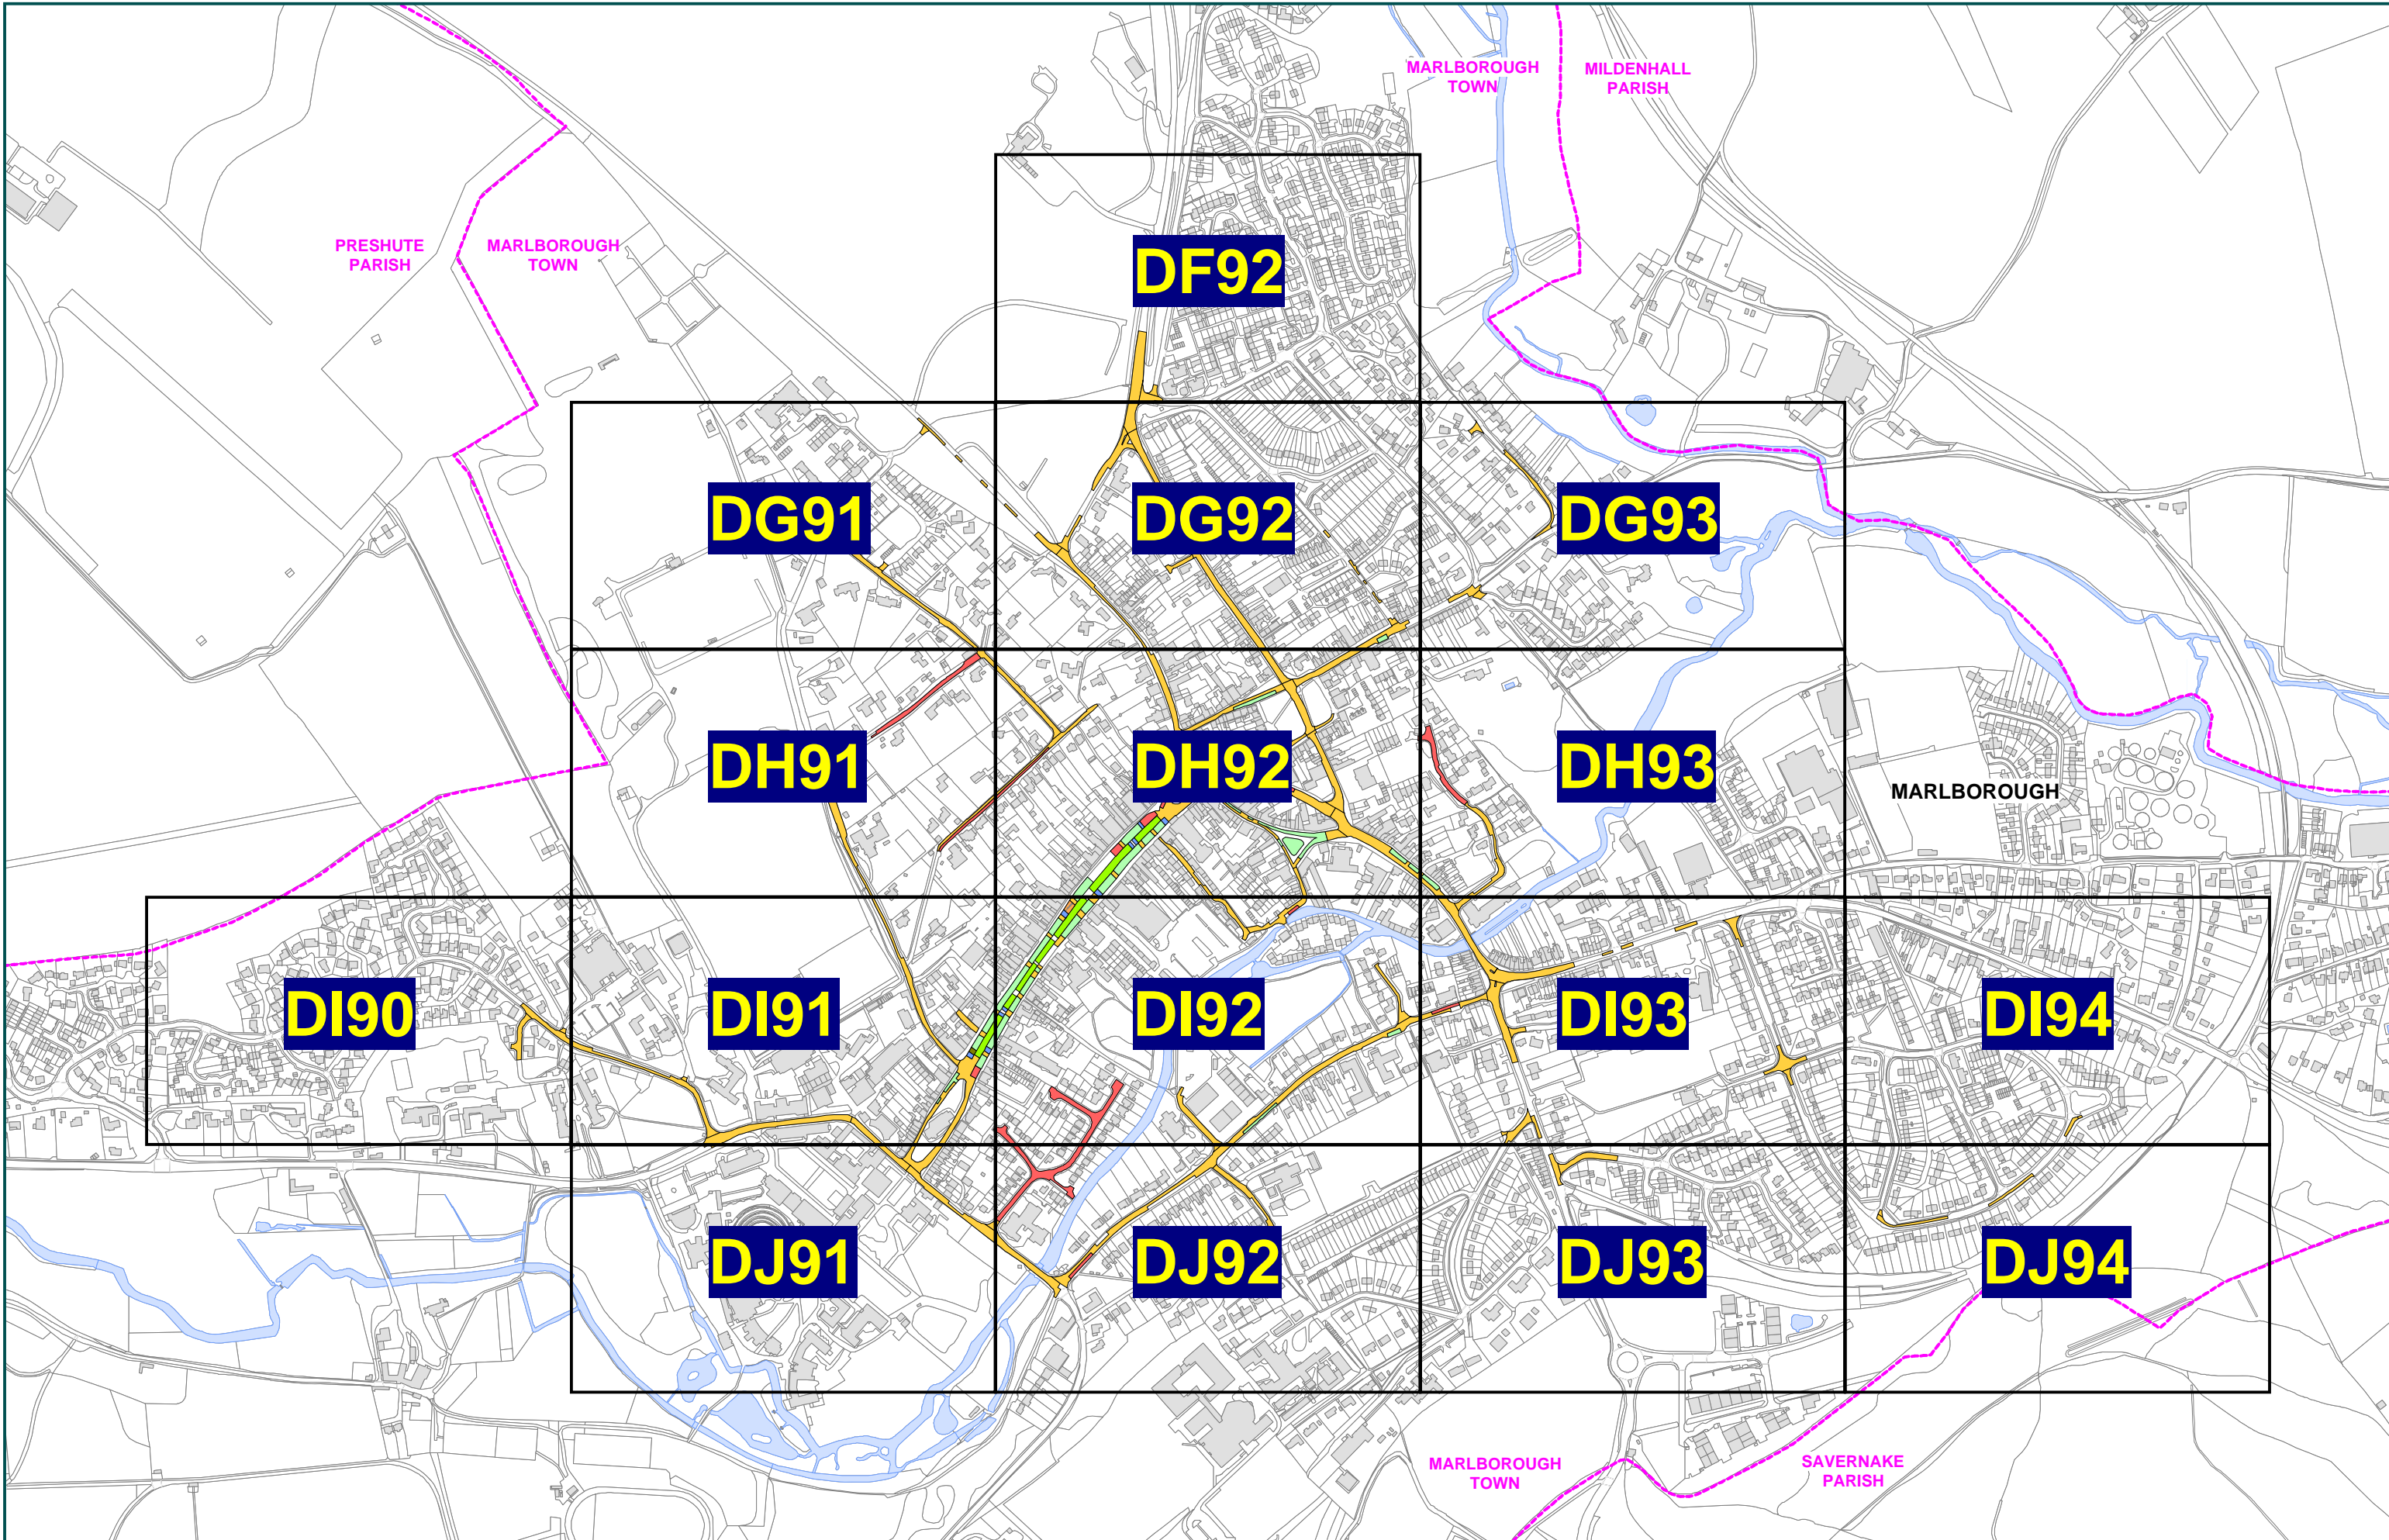 MARLBOROUGH
TOWN
MILDENHALL
PARISH
PRESHUTE
PARISH
MARLBOROUGH
TOWN
DF92
DG91
DG92
DG93
DH91
DH92
DH93
MARLBOROUGH
DI90
DI91
DI92
DI93
DI94
DJ91
DJ92
DJ93
DJ94
MARLBOROUGH
TOWN
SAVERNAKE
PARISH